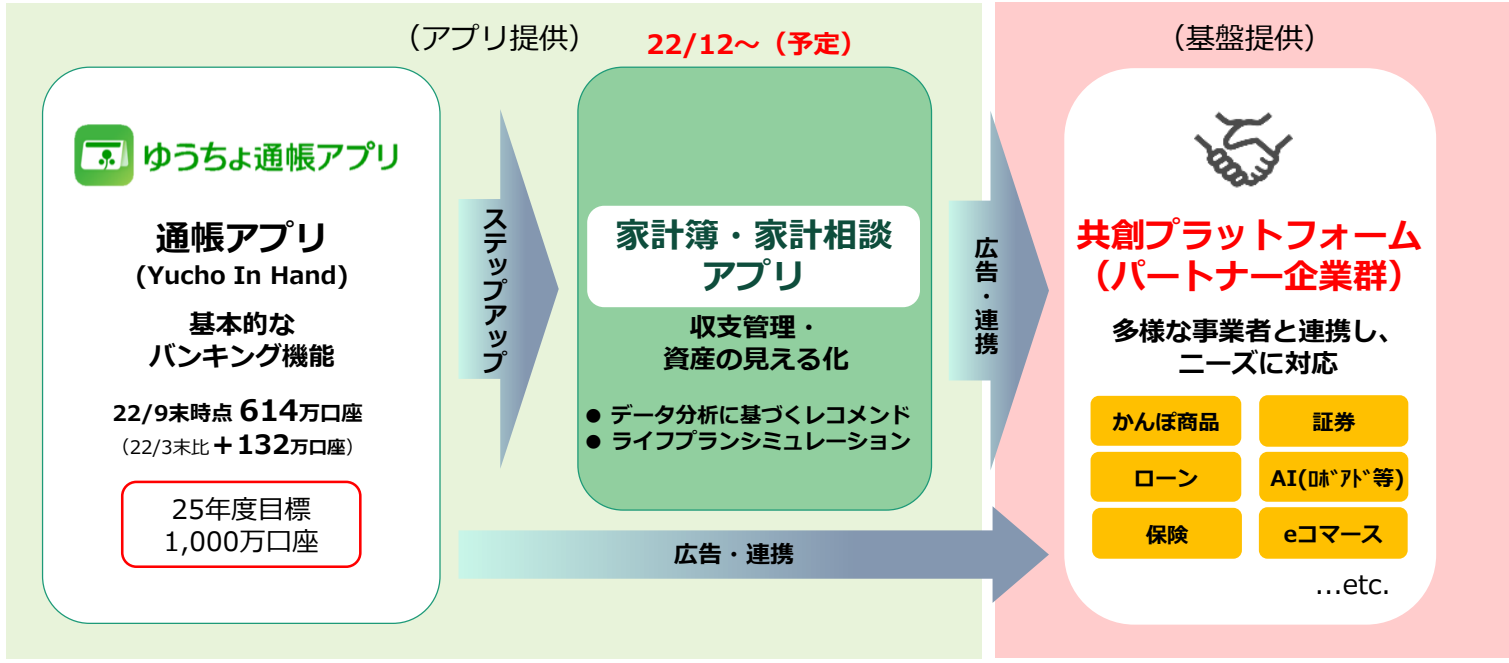 （アプリ提供）
22/12～（予定）
（基盤提供）
ゆうちょ通帳アプリ
通帳アプリ
(Yucho In Hand)
基本的な
バンキング機能
22/9末時点 614万口座
（22/3末比＋132万口座）
25年度目標
1,000万口座
ステップアップ
家計簿・家計相談
アプリ
収支管理・
資産の見える化
● データ分析に基づくレコメンド
● ライフプランシミュレーション
広告・連携
広告・連携
共創プラットフォーム
（パートナー企業群）
多様な事業者と連携し、
ニーズに対応
かんぽ商品
証券
ローン
AI(ﾛﾎﾞｱﾄﾞ等)
保険
eコマース
…etc.